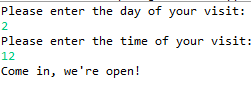 Please enter the day of your visit:
2
Please enter the time of your visit:
12
Come in, we're open!